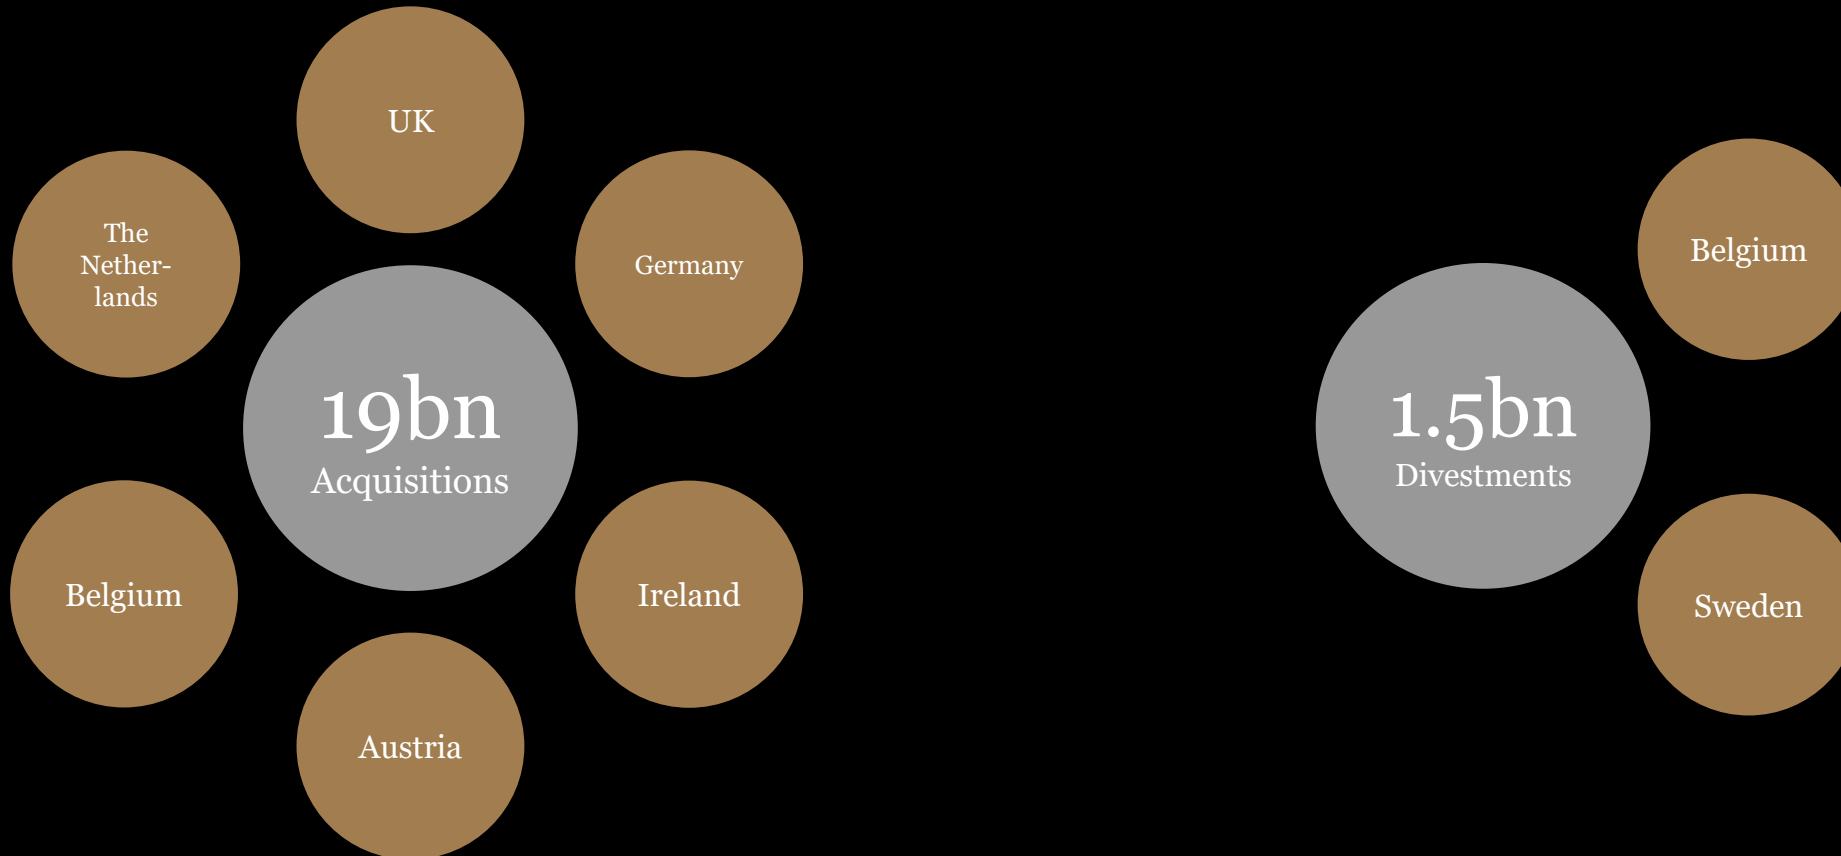 UK
The
Nether-
lands
Germany
19bn
Acquisitions
Belgium
Ireland
Austria
Belgium
1.5bn
Divestments
Sweden